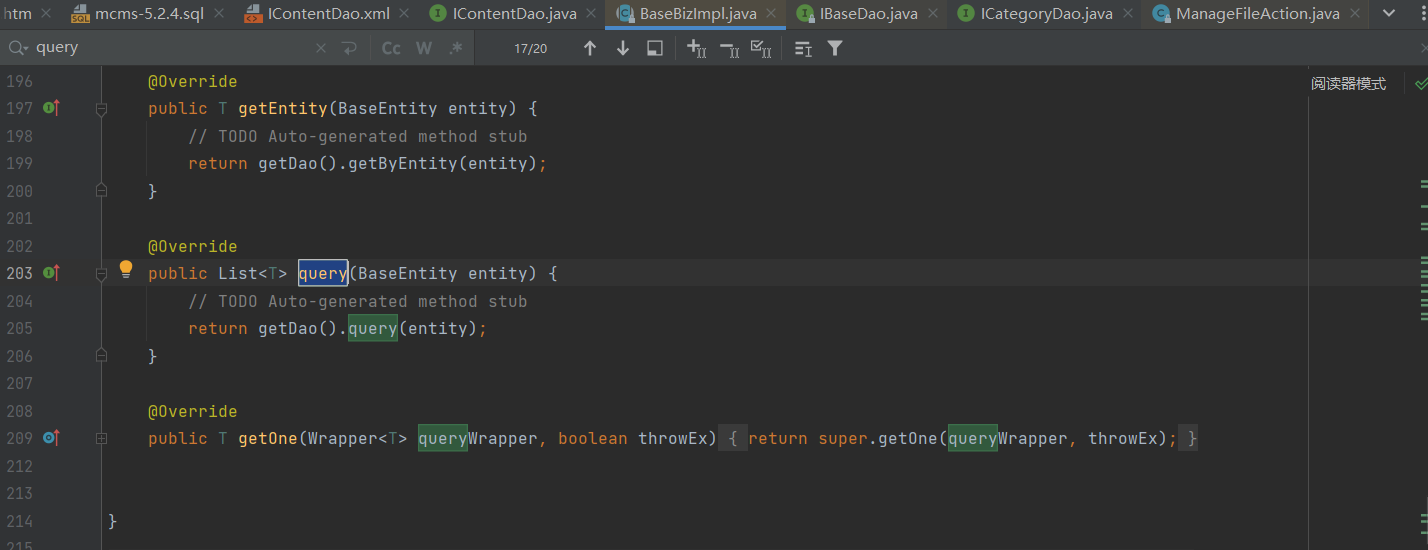 htm mcms-5.2.4.sql IContentDao.xml IContentDao.java BaseBizImpl.java IBaseDao.java ICategoryDao.java ManageFileAction.java
query Cc W .* 17/20
196 @Override 阅读器模式
197 public T getEntity(BaseEntity entity) {
198 // TODO Auto-generated method stub
199 return getDao().getByEntity(entity);
200 }
201
202 @Override
203 public List<T> query(BaseEntity entity) {
204 // TODO Auto-generated method stub
205 return getDao().query(entity);
206 }
207
208 @Override
209 public T getOne(Wrapper<T> queryWrapper, boolean throwEx) { return super.getOne(queryWrapper, throwEx); }
212
213
214 }
215